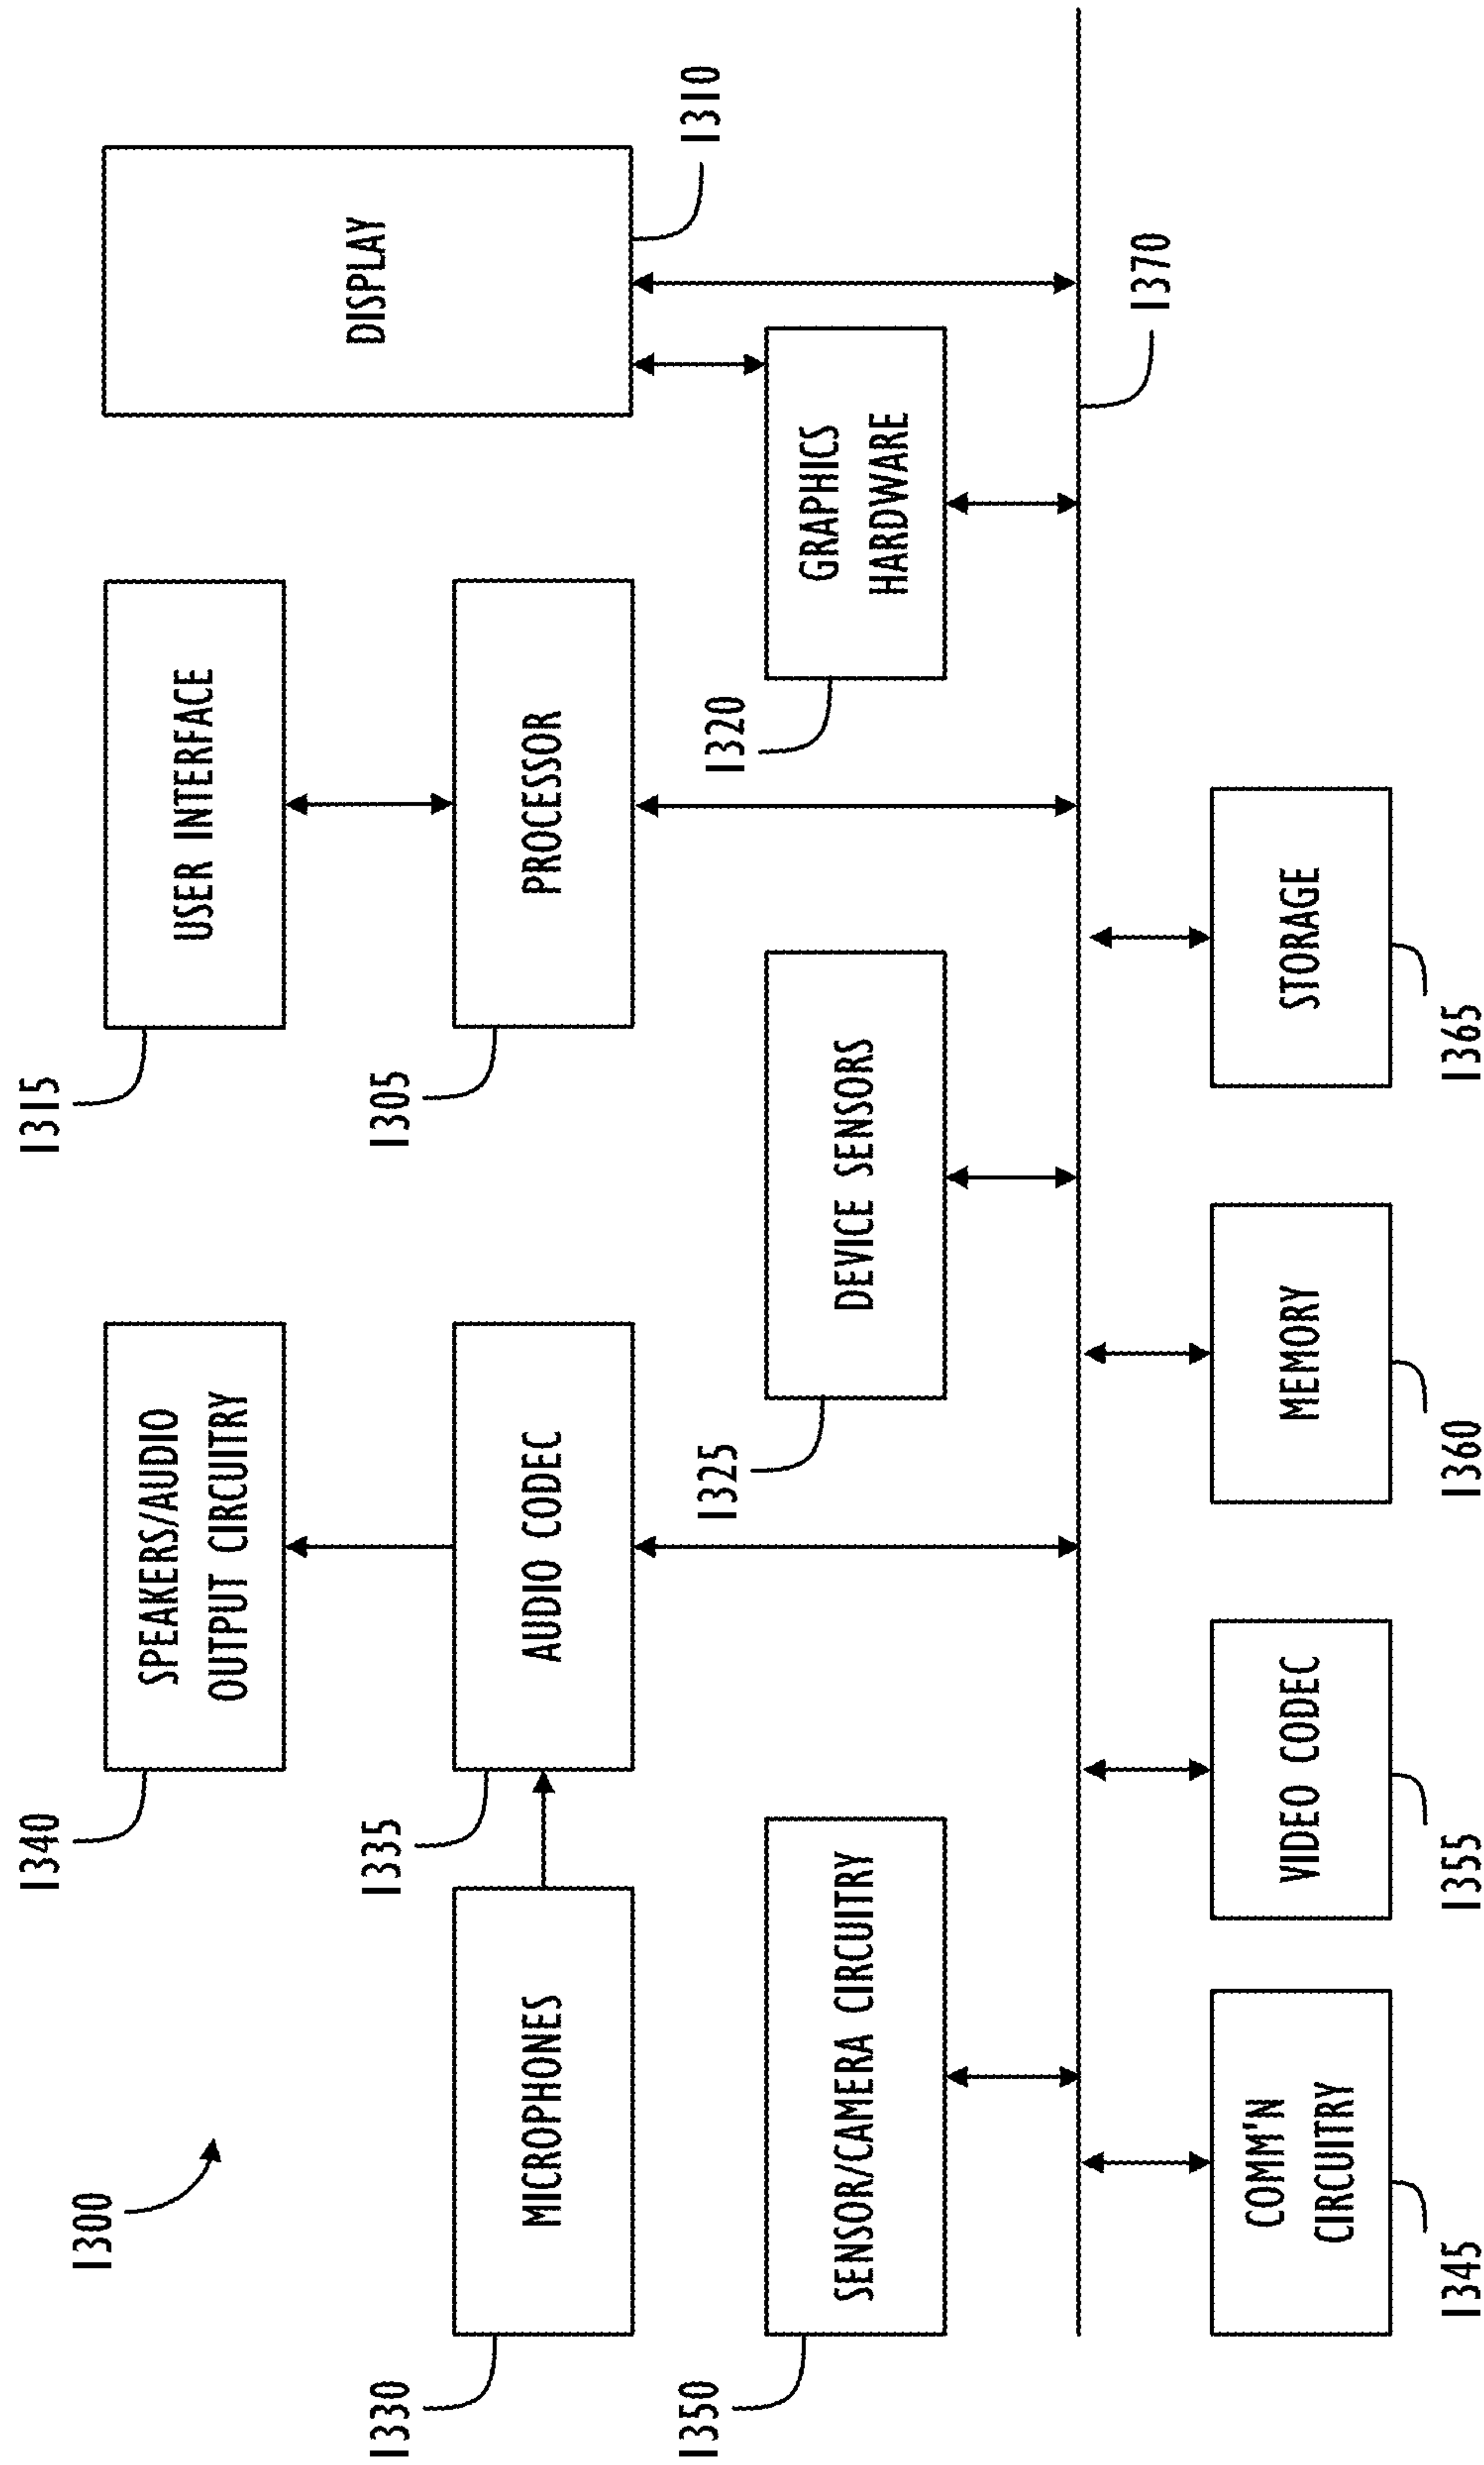 1300
1340
SPEAKERS/AUDIO
OUTPUT CIRCUITRY
1315
USER INTERFACE
DISPLAY
1310
1330
MICROPHONES
1335
AUDIO CODEC
1305
PROCESSOR
1350
SENSOR/CAMERA CIRCUITRY
1325
DEVICE SENSORS
1320
GRAPHICS
HARDWARE
1370
COMM'N
CIRCUITRY
1345
VIDEO CODEC
1355
MEMORY
1360
STORAGE
1365